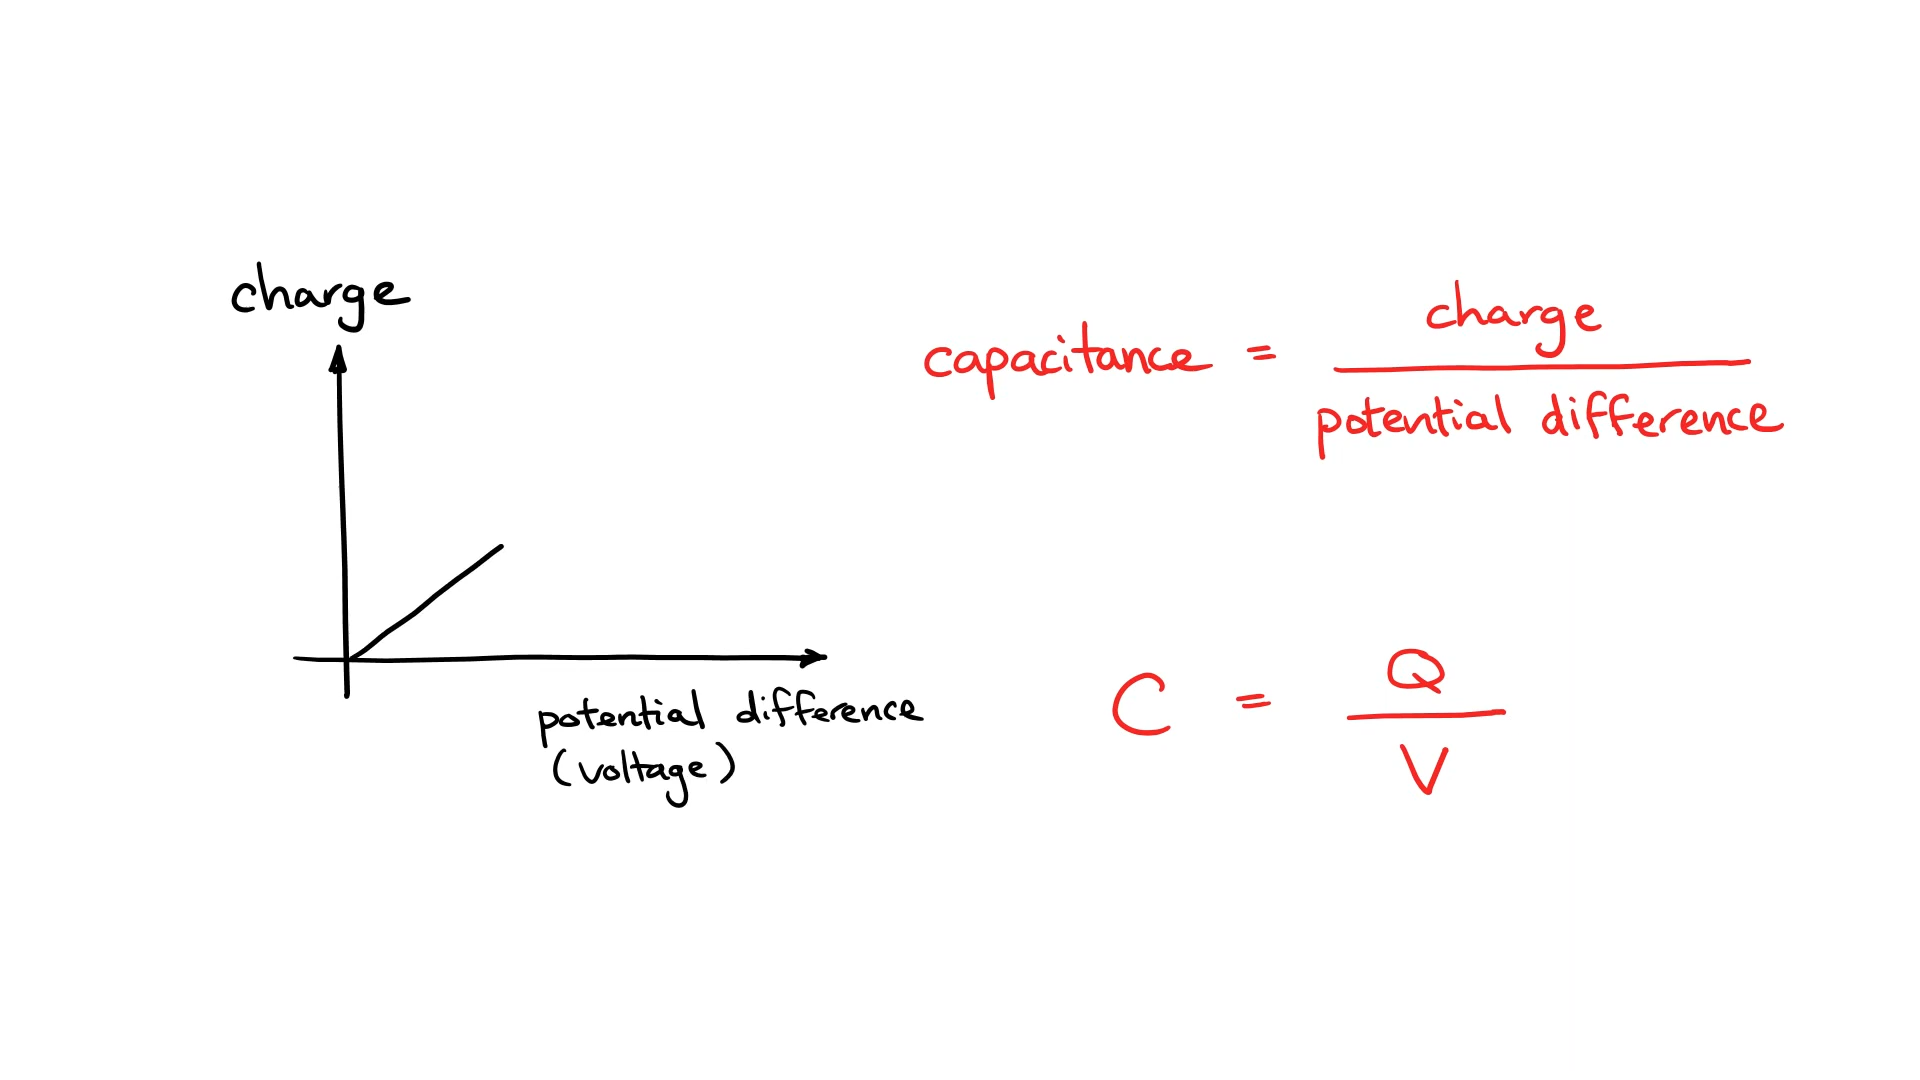 charge
potential difference
(voltage)
capacitance = charge / potential difference
C = Q / V